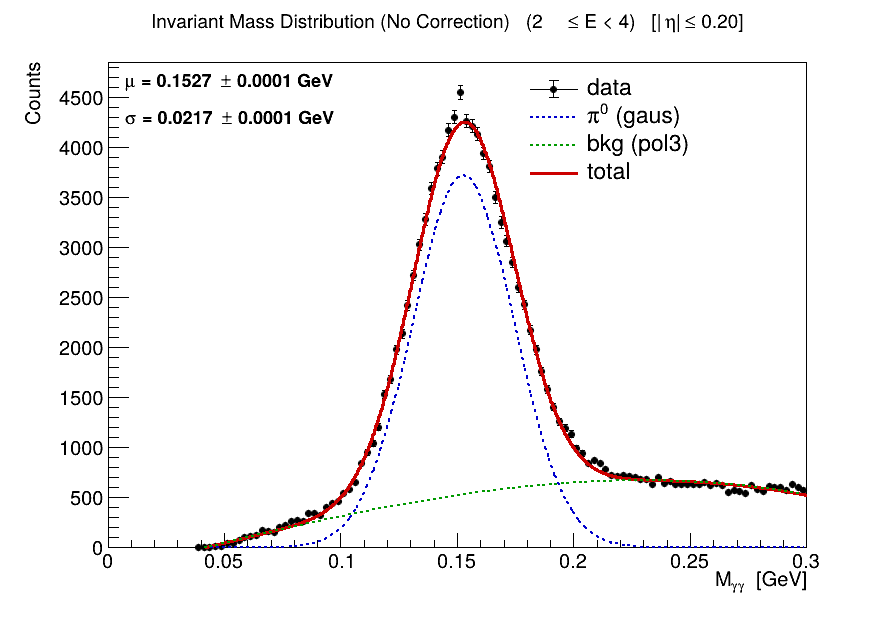 Invariant Mass Distribution (No Correction) (2 ≤ E < 4) [|η| ≤ 0.20]
Counts
μ = 0.1527 ± 0.0001 GeV
σ = 0.0217 ± 0.0001 GeV
data
π⁰ (gaus)
bkg (pol3)
total
4500
4000
3500
3000
2500
2000
1500
1000
500
0
0 0.05 0.1 0.15 0.2 0.25 0.3
Mγγ [GeV]